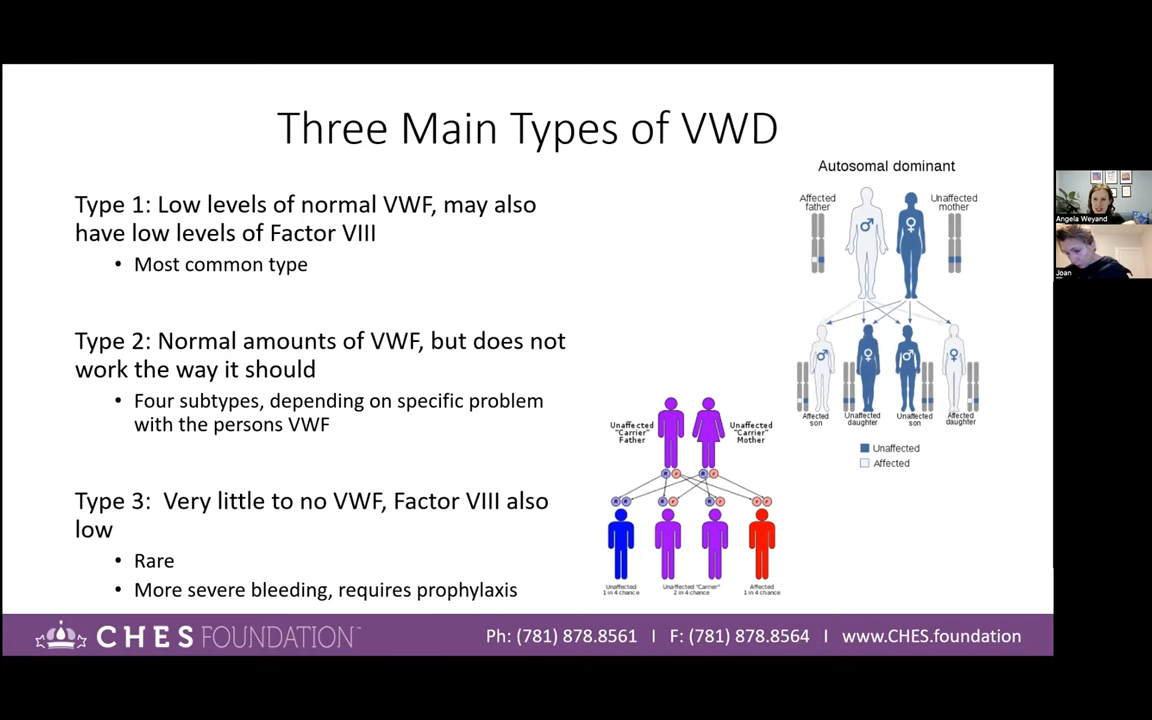 Three Main Types of VWD
Type 1: Low levels of normal VWF, may also
have low levels of Factor VIII
• Most common type
Type 2: Normal amounts of VWF, but does not
work the way it should
• Four subtypes, depending on specific problem
with the persons VWF
Type 3: Very little to no VWF, Factor VIII also
low
• Rare
• More severe bleeding, requires prophylaxis
Autosomal dominant
Affected
father
Unaffected
mother
Affected
son
Unaffected
daughter
Unaffected
son
Affected
daughter
Unaffected
Affected
Unaffected
"Carrier"
Father
Unaffected
"Carrier"
Mother
Unaffected
1 in 4 chance
Unaffected "Carrier"
2 in 4 chance
Affected
1 in 4 chance
CHES FOUNDATION™
Ph: (781) 878.8561 I F: (781) 878.8564 I www.CHES.foundation
Angela Weyand
Joan